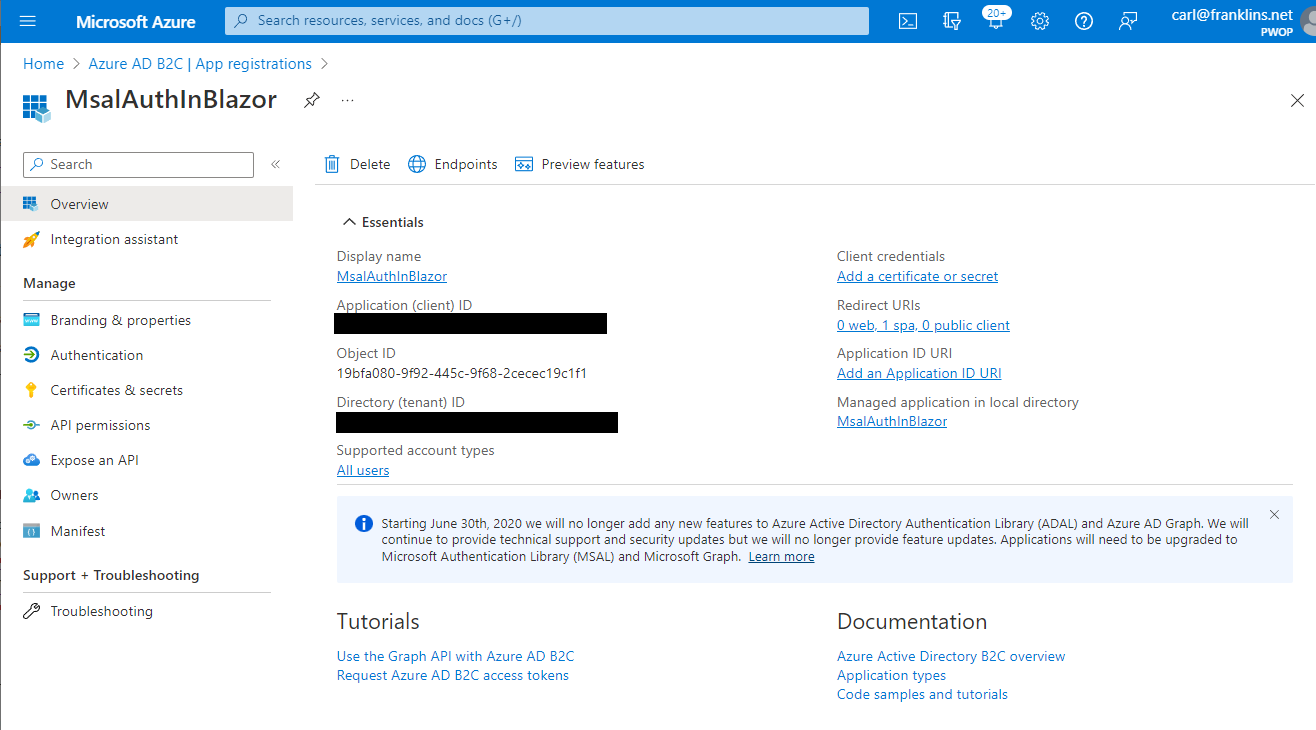 Microsoft Azure
Search resources, services, and docs (G+/)
20+
carl@franklins.net
PWOP
Home > Azure AD B2C | App registrations >
MsalAuthInBlazor
...
Search
«
Delete
Endpoints
Preview features
Overview
Integration assistant
Manage
Branding & properties
Authentication
Certificates & secrets
API permissions
Expose an API
Owners
Manifest
Support + Troubleshooting
Troubleshooting
Essentials
Display name
MsalAuthInBlazor
Application (client) ID
Object ID
19bfa080-9f92-445c-9f68-2cecec19c1f1
Directory (tenant) ID
Supported account types
All users
Client credentials
Add a certificate or secret
Redirect URIs
0 web, 1 spa, 0 public client
Application ID URI
Add an Application ID URI
Managed application in local directory
MsalAuthInBlazor
Starting June 30th, 2020 we will no longer add any new features to Azure Active Directory Authentication Library (ADAL) and Azure AD Graph. We will
continue to provide technical support and security updates but we will no longer provide feature updates. Applications will need to be upgraded to
Microsoft Authentication Library (MSAL) and Microsoft Graph. Learn more
Tutorials
Use the Graph API with Azure AD B2C
Request Azure AD B2C access tokens
Documentation
Azure Active Directory B2C overview
Application types
Code samples and tutorials